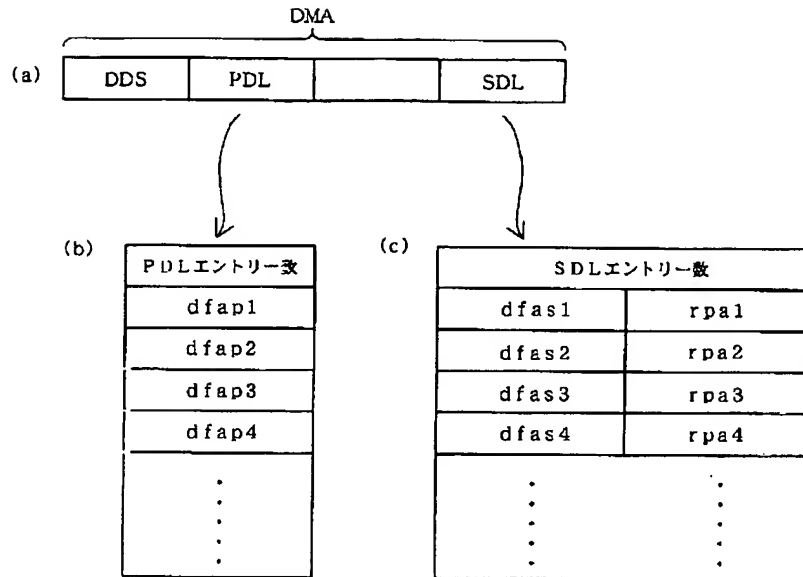 DMA
(a) DDS PDL SDL
(b) (c)
PDLエントリー数 SDLエントリー数
dfap1 dfas1 rpa1
dfap2 dfas2 rpa2
dfap3 dfas3 rpa3
dfap4 dfas4 rpa4